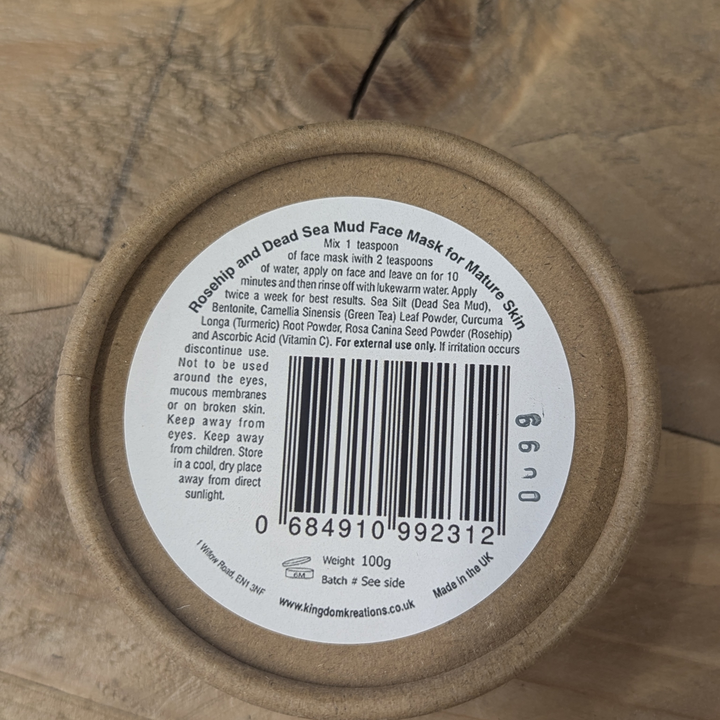 Rosehip and Dead Sea Mud Face Mask for Mature Skin
Mix 1 teaspoon
of face mask iwith 2 teaspoons
of water, apply on face and leave on for 10
minutes and then rinse off with lukewarm water. Apply
twice a week for best results. Sea Silt (Dead Sea Mud),
Bentonite, Camellia Sinensis (Green Tea) Leaf Powder, Curcuma
Longa (Turmeric) Root Powder, Rosa Canina Seed Powder (Rosehip)
and Ascorbic Acid (Vitamin C). For external use only. If irritation occurs
discontinue use.
Not to be used
around the eyes,
mucous membranes
or on broken skin.
Keep away from
eyes. Keep away
from children. Store
in a cool, dry place
away from direct
sunlight.
0 684910 992312
6M
Weight 100g
Batch # See side
1 Willow Road, EN1 3NF
www.kingdomkreations.co.uk
Made in the UK